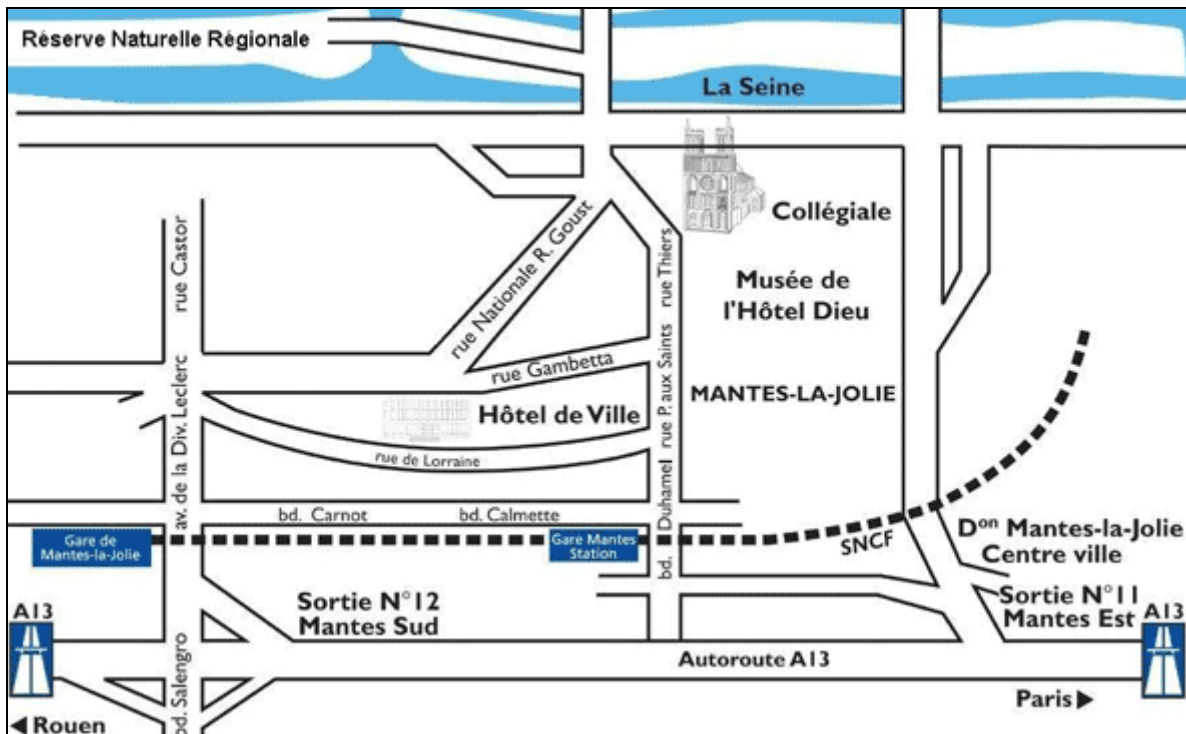 Réserve Naturelle Régionale
La Seine
Collégiale
Musée de
l'Hôtel Dieu
MANTES-LA-JOLIE
rue Castor
av. de la Div. Leclerc
rue Nationale R. Goust
rue Thiers
rue P. aux Saints
rue Gambetta
Hôtel de Ville
rue de Lorraine
bd. Duhamel
bd. Carnot
bd. Calmette
Gare de
Mantes-la-Jolie
Gare Mantes
Station
SNCF
Don Mantes-la-Jolie
Centre ville
bd.
A13
Sortie N°12
Mantes Sud
Sortie N°11
Mantes Est
A13
bd. Salengro
Autoroute A13
Paris
Rouen